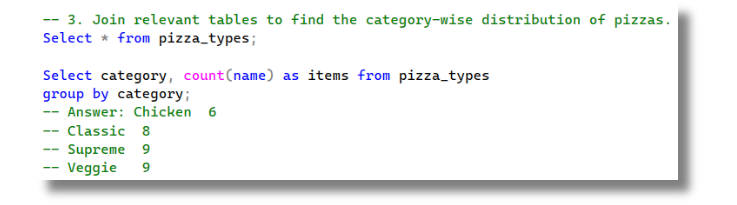 -- 3. Join relevant tables to find the category-wise distribution of pizzas.
Select * from pizza_types;
Select category, count(name) as items from pizza_types
group by category;
-- Answer: Chicken  6
-- Classic  8
-- Supreme  9
-- Veggie   9